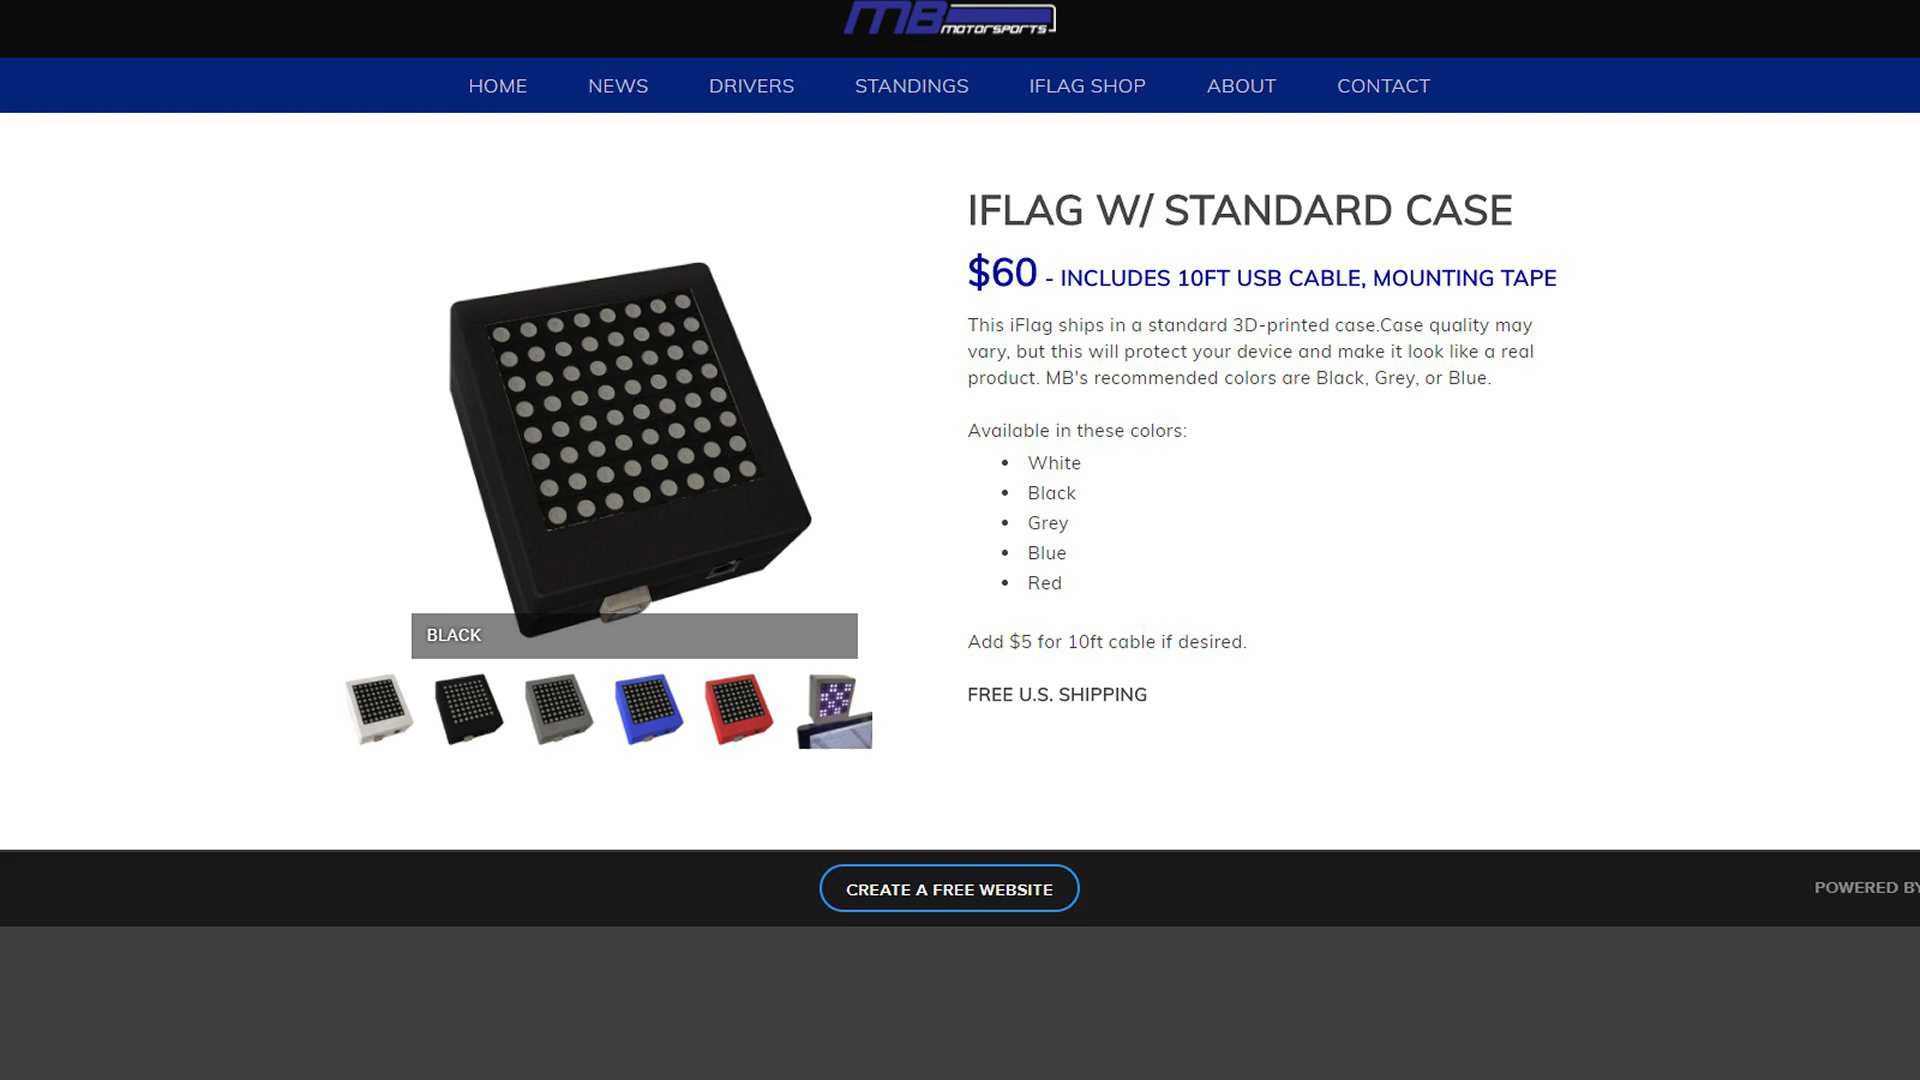 MB MOTORSPORTS
HOME NEWS DRIVERS STANDINGS IFLAG SHOP ABOUT CONTACT
IFLAG W/ STANDARD CASE
$60 - INCLUDES 10FT USB CABLE, MOUNTING TAPE
This iFlag ships in a standard 3D-printed case.Case quality may
vary, but this will protect your device and make it look like a real
product. MB's recommended colors are Black, Grey, or Blue.
Available in these colors:
• White
• Black
• Grey
• Blue
• Red
Add $5 for 10ft cable if desired.
FREE U.S. SHIPPING
BLACK
CREATE A FREE WEBSITE
POWERED BY